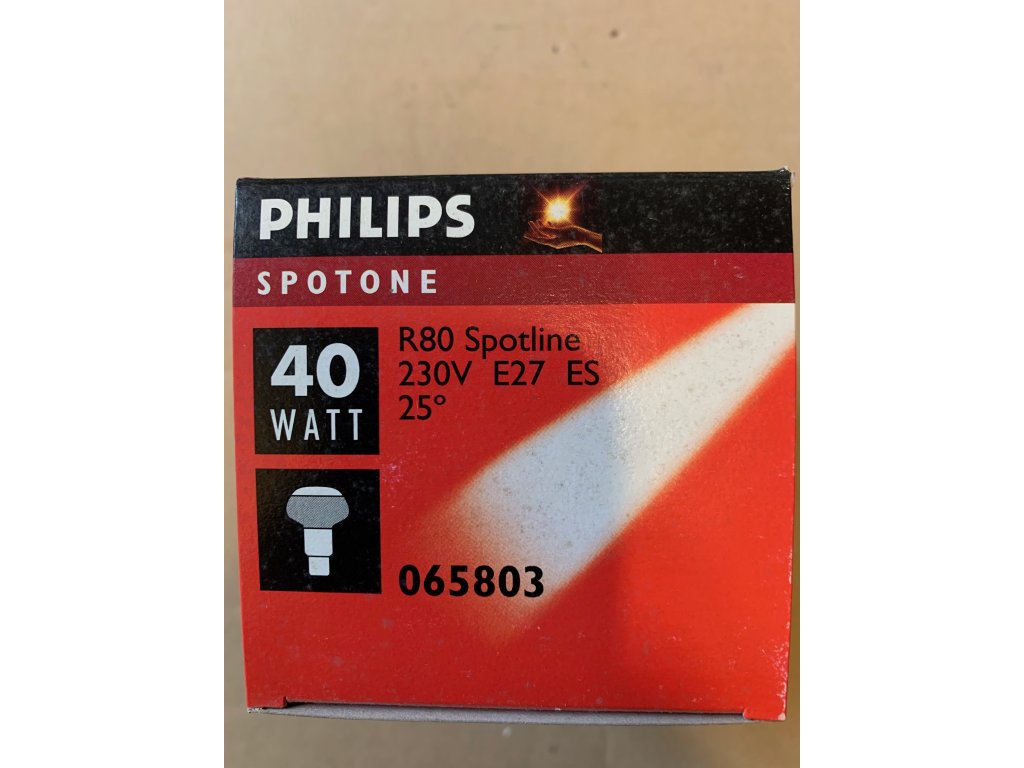 PHILIPS
SPOTONE
40
WATT
R80 Spotline
230V E27 ES
25°
065803